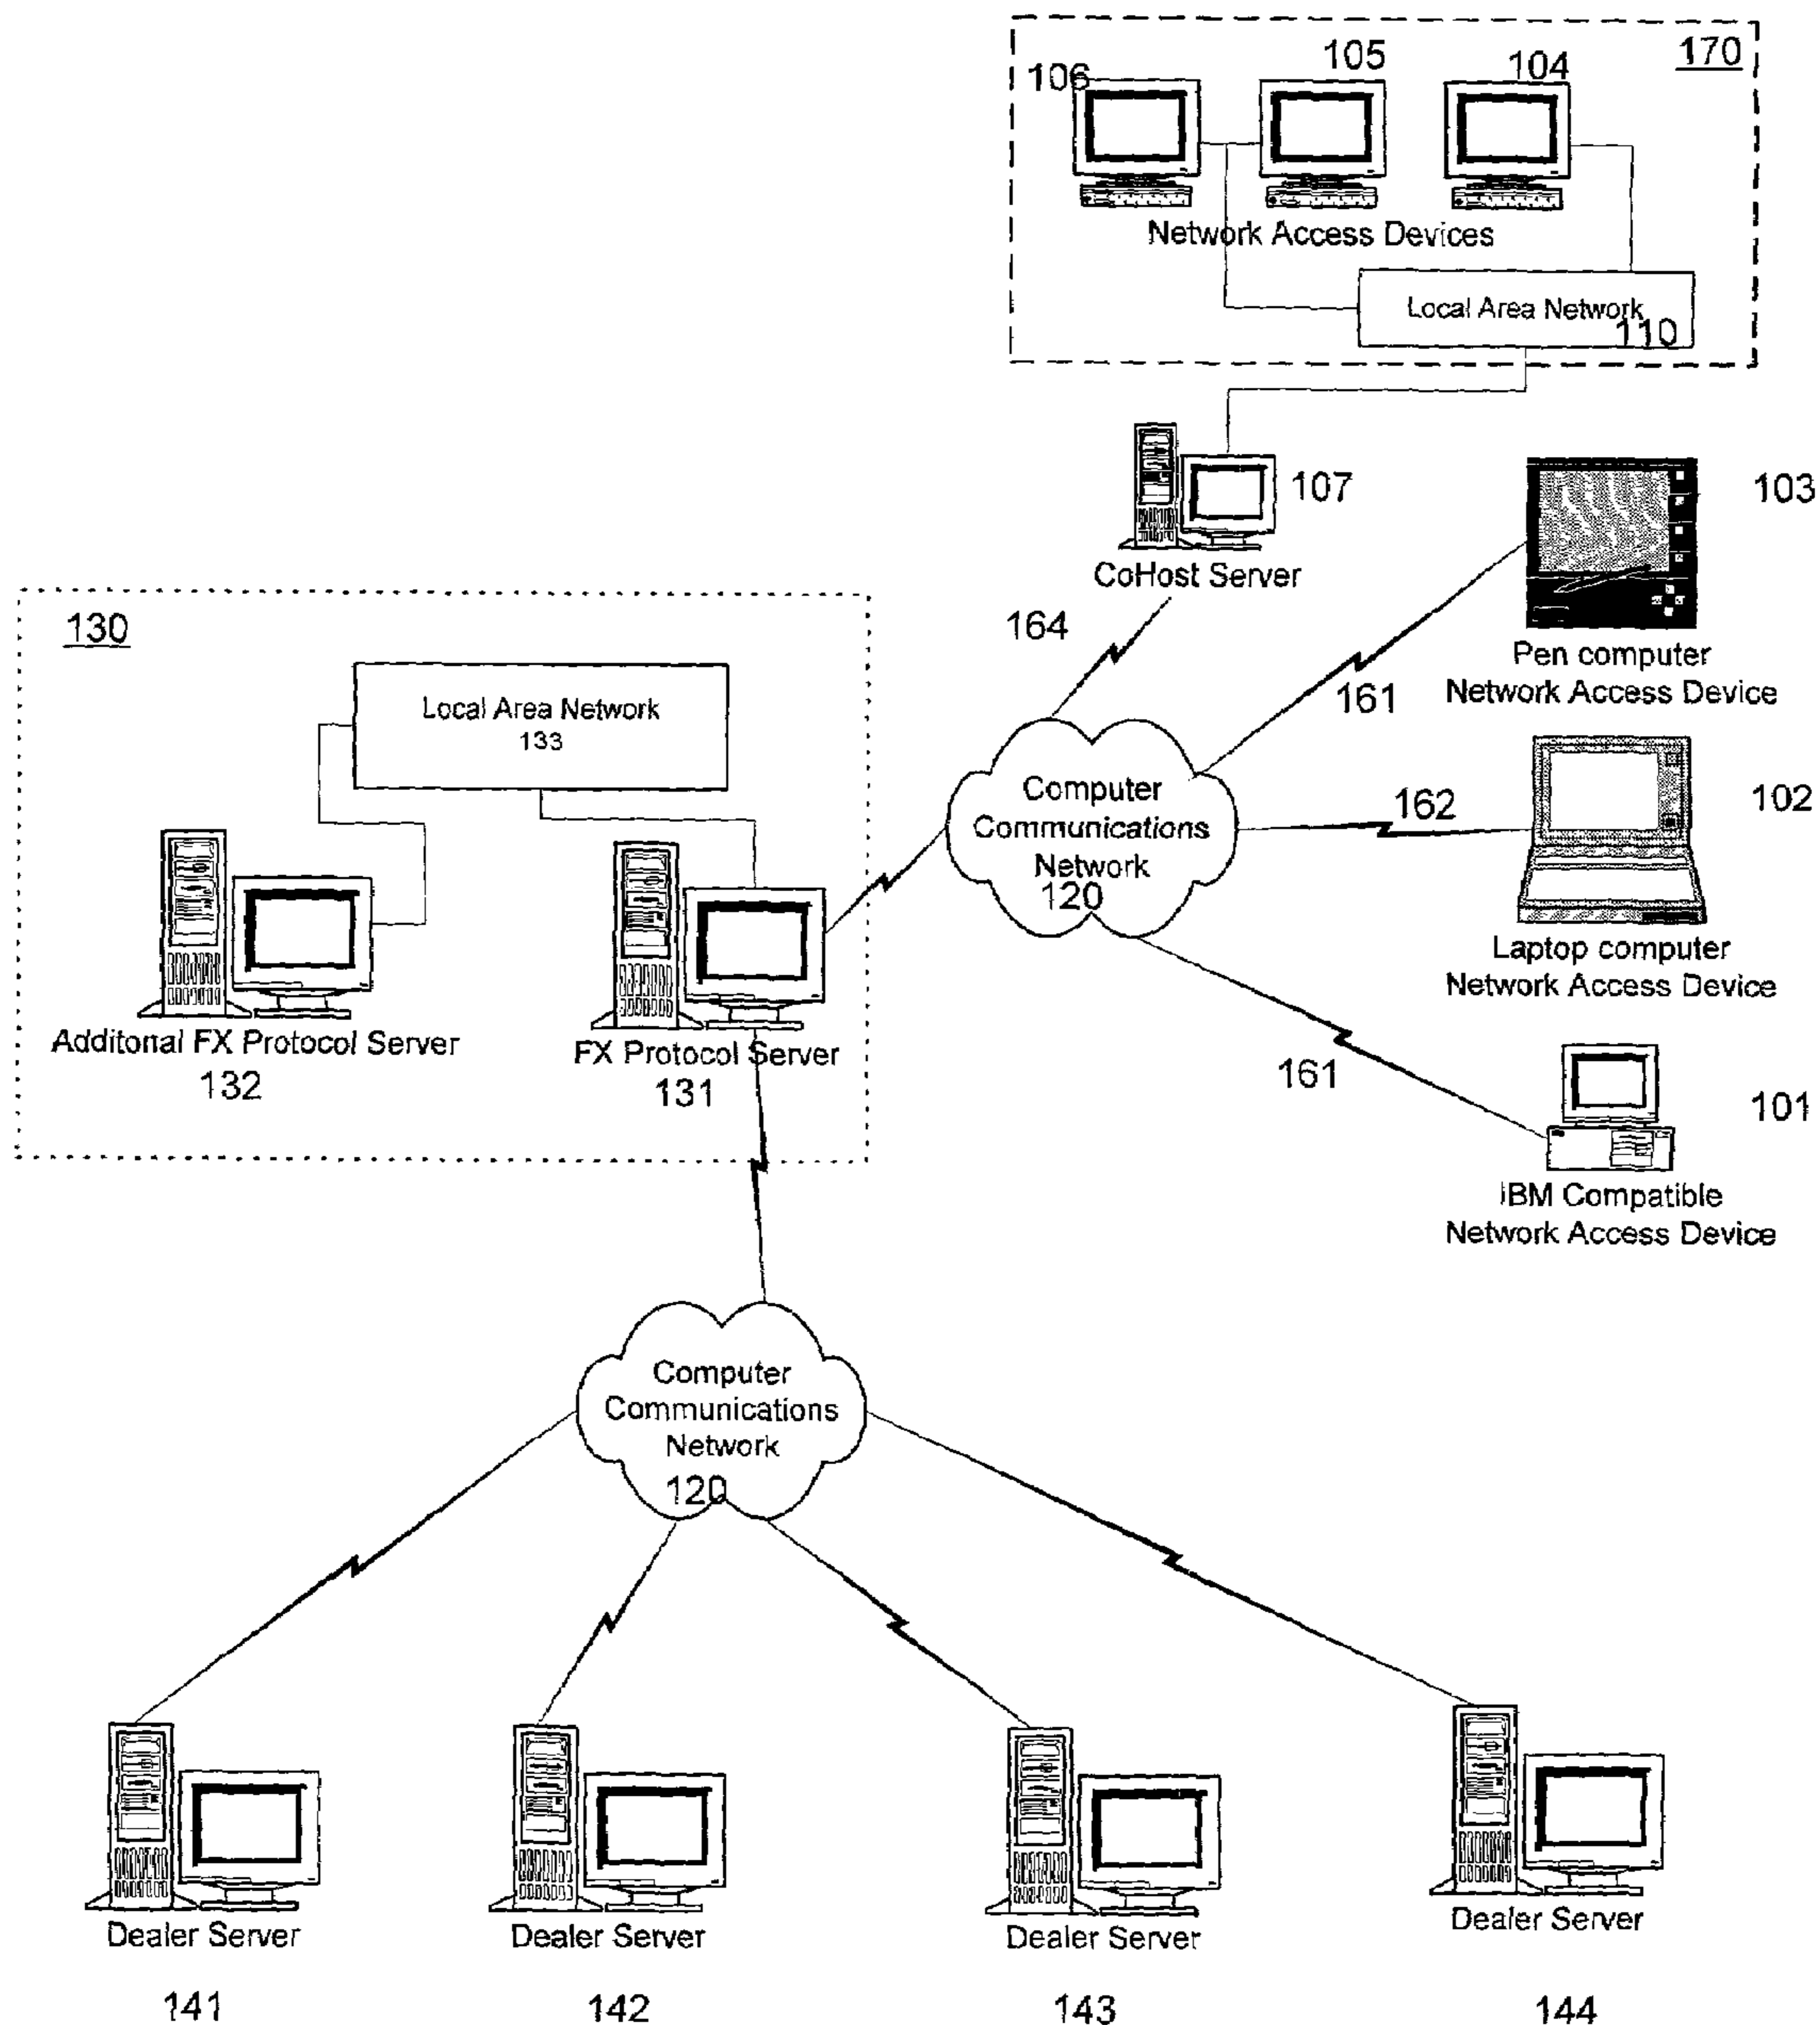 170
106
105
104
Network Access Devices
Local Area Network
110
107
CoHost Server
103
Pen computer
Network Access Device
164
161
130
Local Area Network
133
Additonal FX Protocol Server
132
FX Protocol Server
131
Computer
Communications
Network
120
162
102
Laptop computer
Network Access Device
161
101
IBM Compatible
Network Access Device
Computer
Communications
Network
120
Dealer Server
141
Dealer Server
142
Dealer Server
143
Dealer Server
144